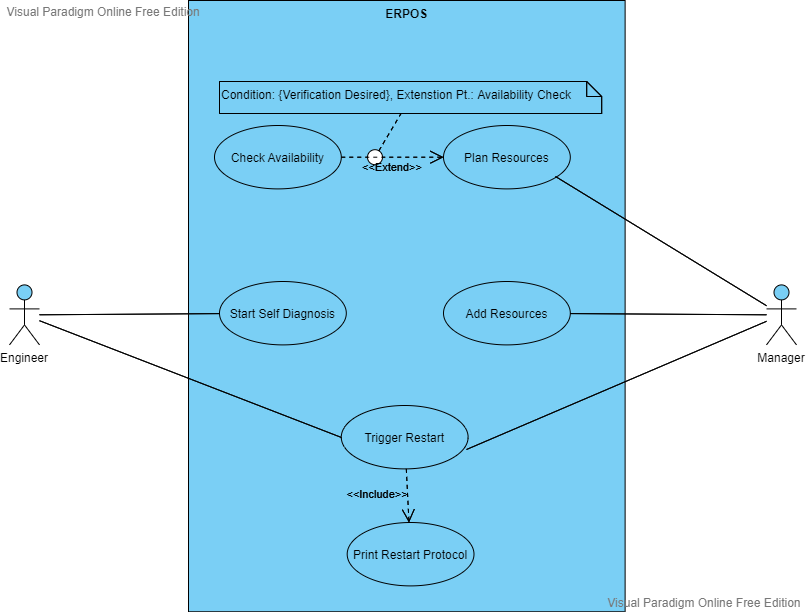 Visual Paradigm Online Free Edition
ERPOS
Condition: {Verification Desired}, Extenstion Pt.: Availability Check
Check Availability
Plan Resources
<<Extend>>
Start Self Diagnosis
Add Resources
Engineer
Manager
Trigger Restart
<<Include>>
Print Restart Protocol
Visual Paradigm Online Free Edition